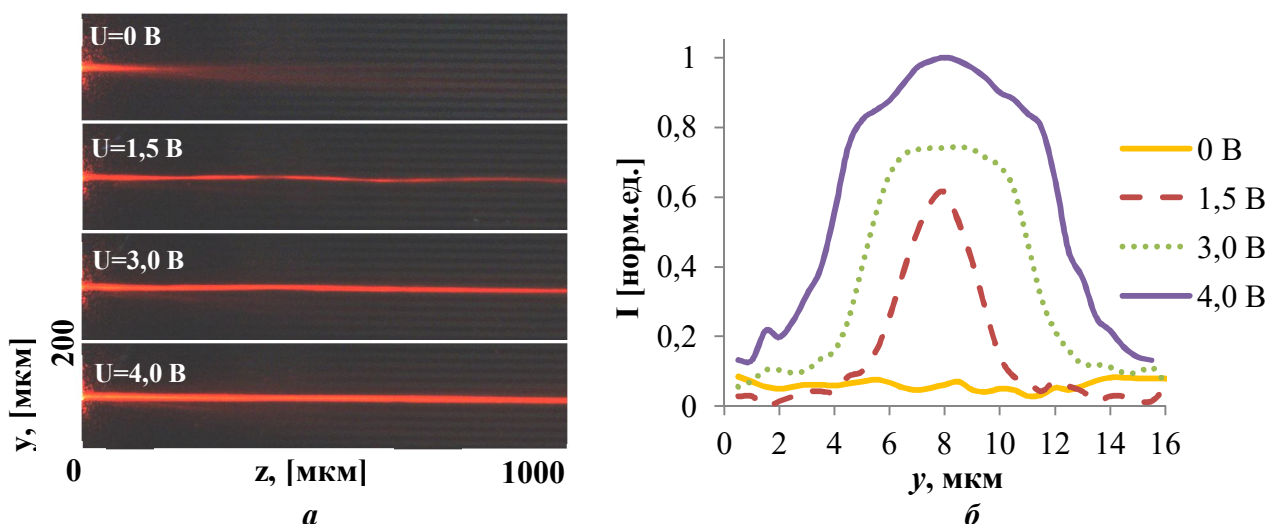 U=0 В
U=1,5 В
U=3,0 В
U=4,0 В
200
y, [мкм]
0
z, [мкм]
1000
а
1
0,8
0,6
0,4
0,2
0
I [норм.ед.]
0 2 4 6 8 10 12 14 16
y, мкм
0 В
1,5 В
3,0 В
4,0 В
б